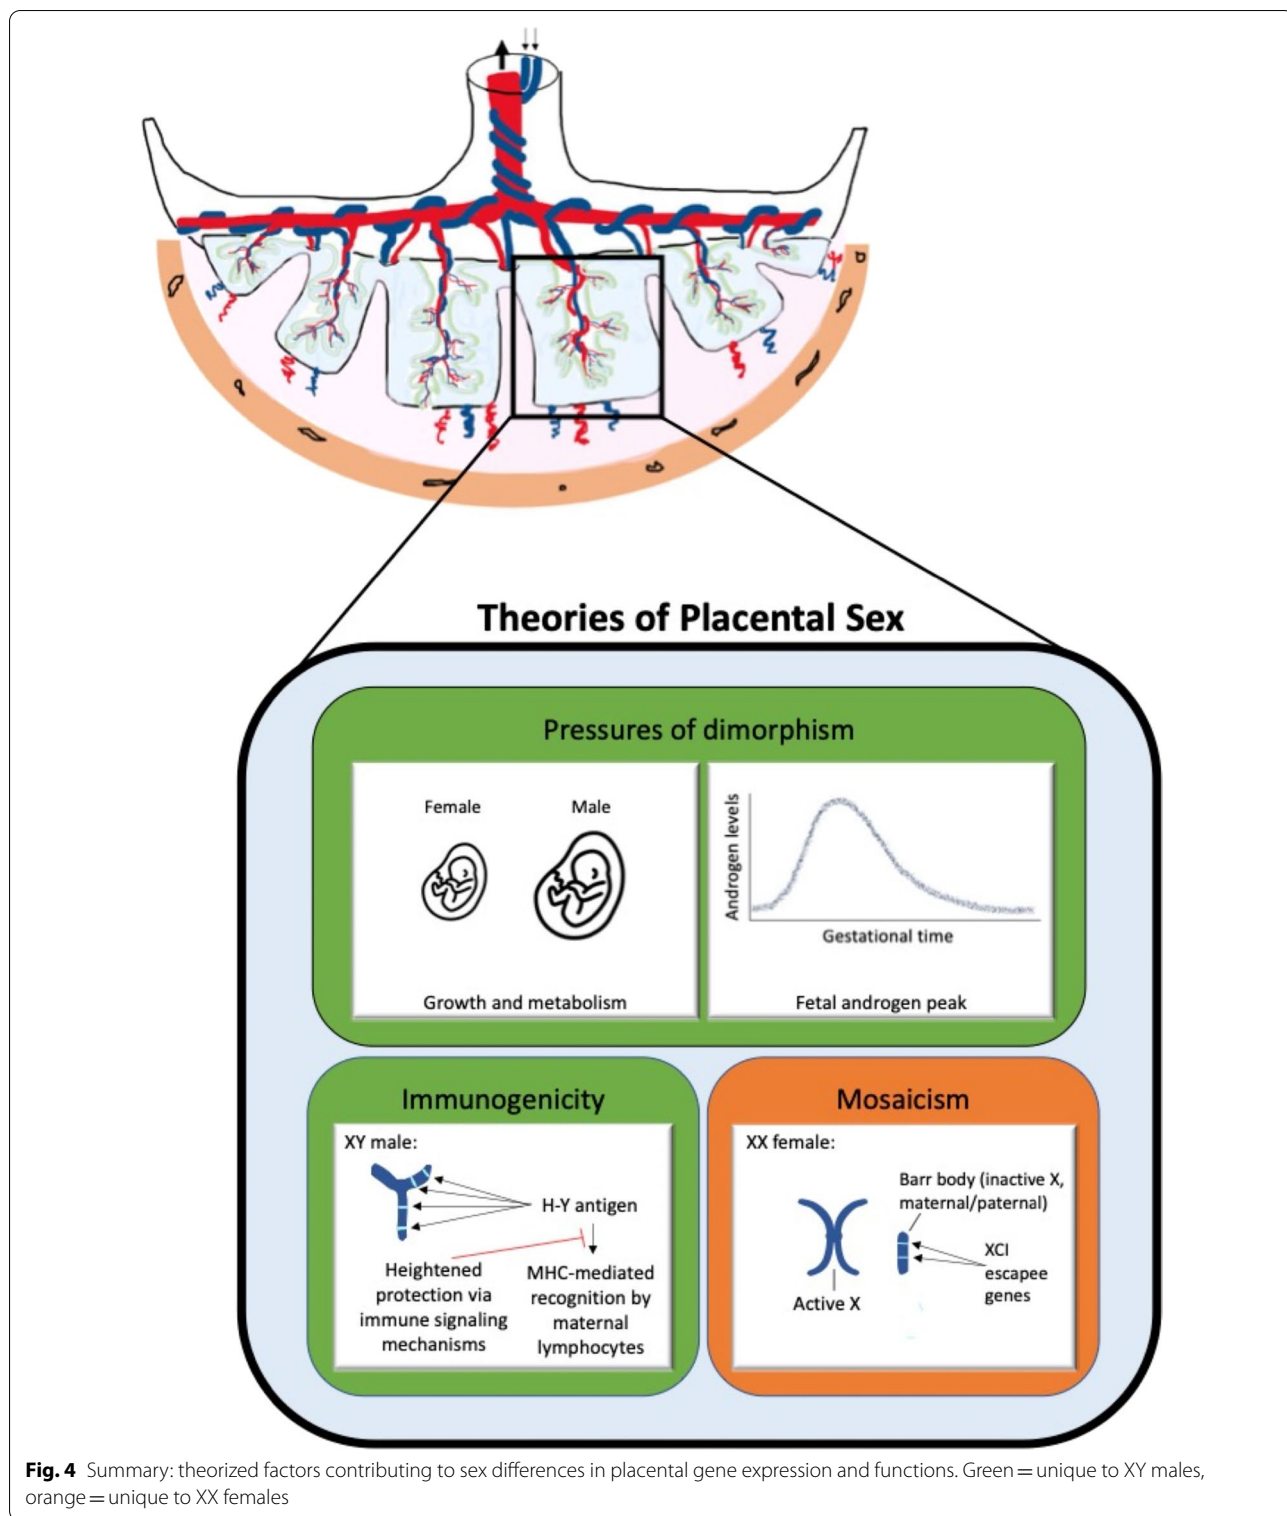 Theories of Placental Sex
Pressures of dimorphism
Female
Male
Growth and metabolism
Androgen levels
Gestational time
Fetal androgen peak
Immunogenicity
XY male:
H-Y antigen
Heightened
protection via
immune signaling
mechanisms
MHC-mediated
recognition by
maternal
lymphocytes
Mosaicism
XX female:
Barr body (inactive X,
maternal/paternal)
XCI
escapee
genes
Active X
Fig. 4 Summary: theorized factors contributing to sex differences in placental gene expression and functions. Green = unique to XY males,
orange = unique to XX females